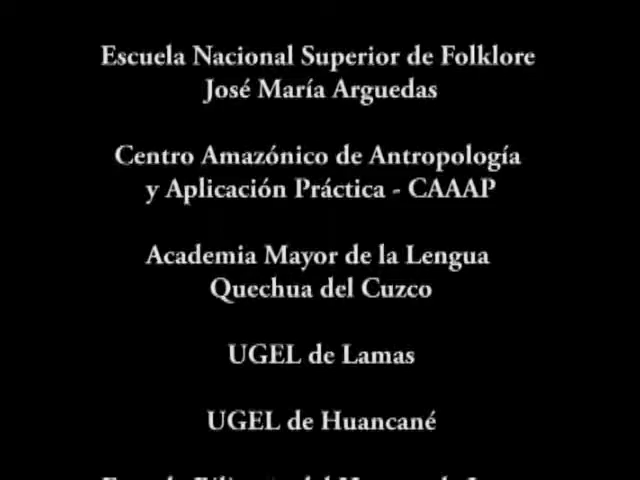 Escuela Nacional Superior de Folklore
José María Arguedas
Centro Amazónico de Antropología
y Aplicación Práctica - CAAAP
Academia Mayor de la Lengua
Quechua del Cuzco
UGEL de Lamas
UGEL de Huancané